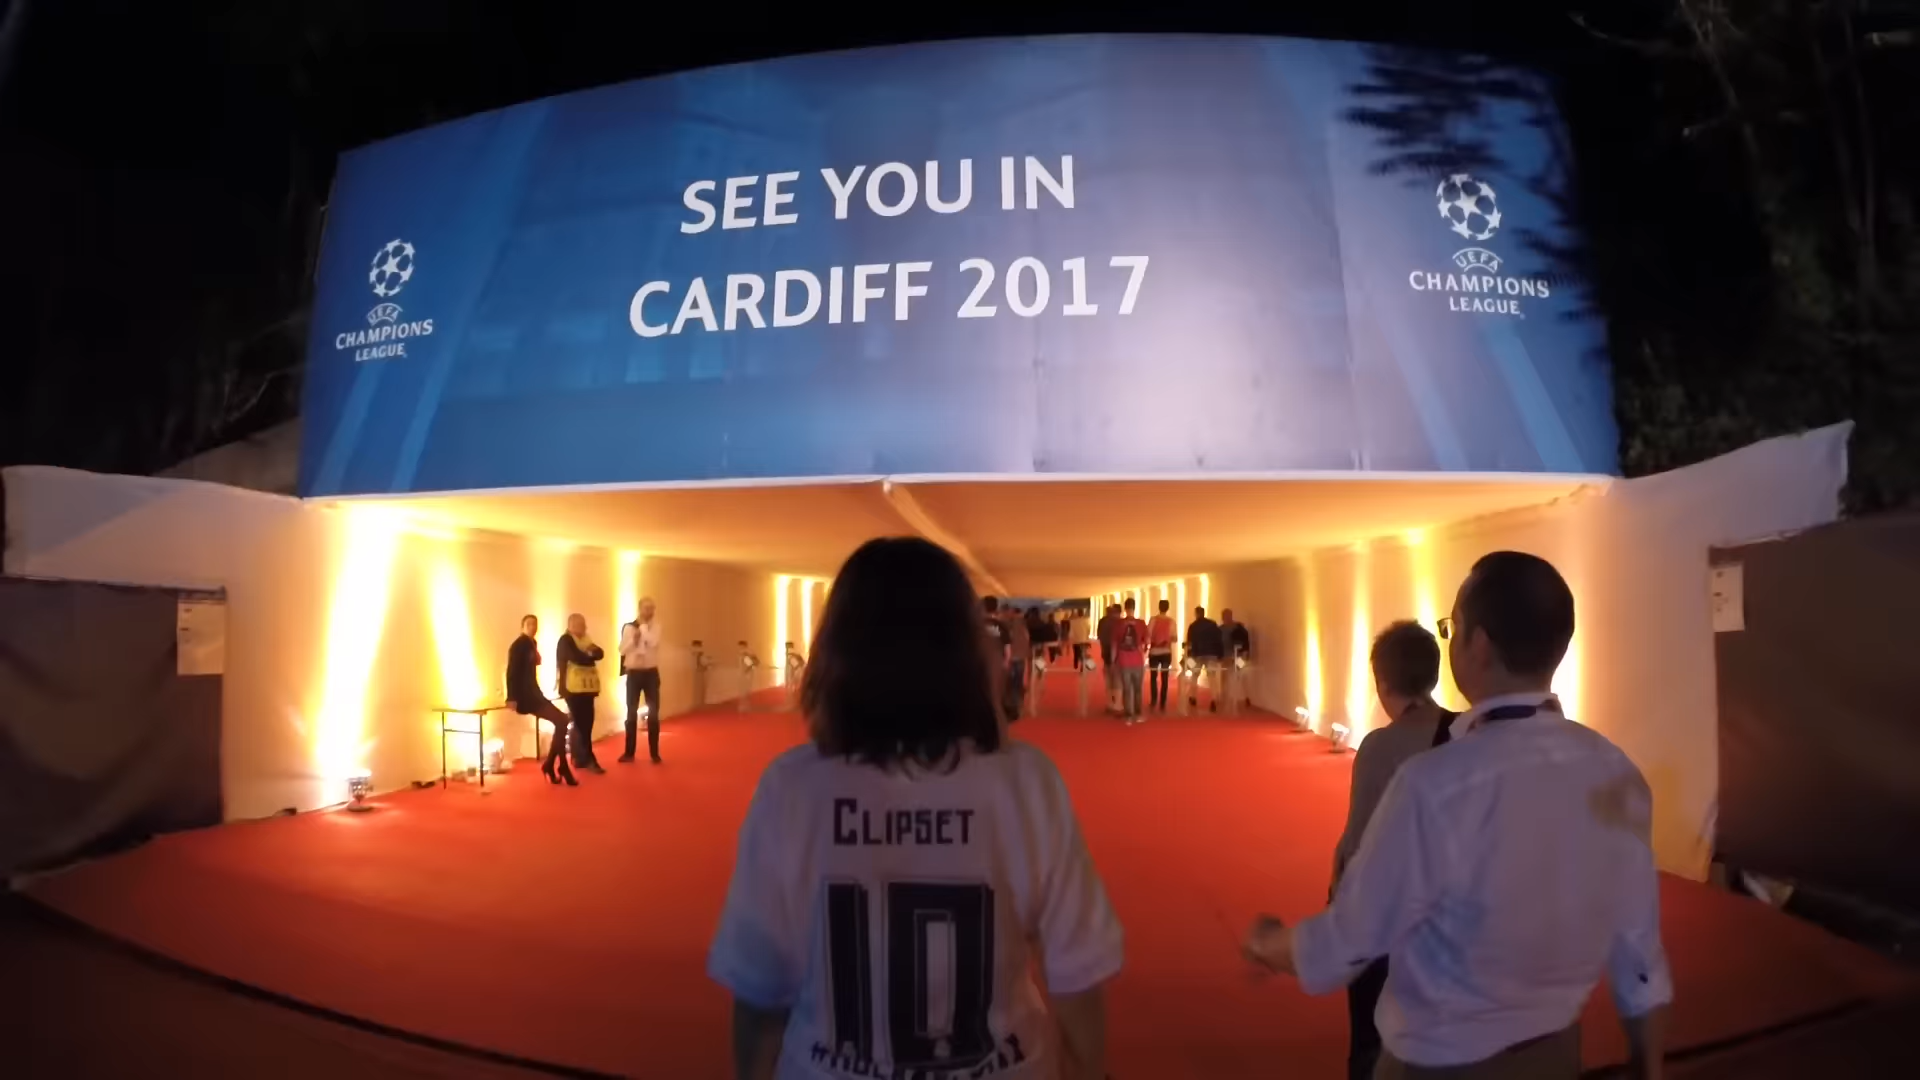 SEE YOU IN
CARDIFF 2017
UEFA
CHAMPIONS
LEAGUE
UEFA
CHAMPIONS
LEAGUE
CLIPSET
10